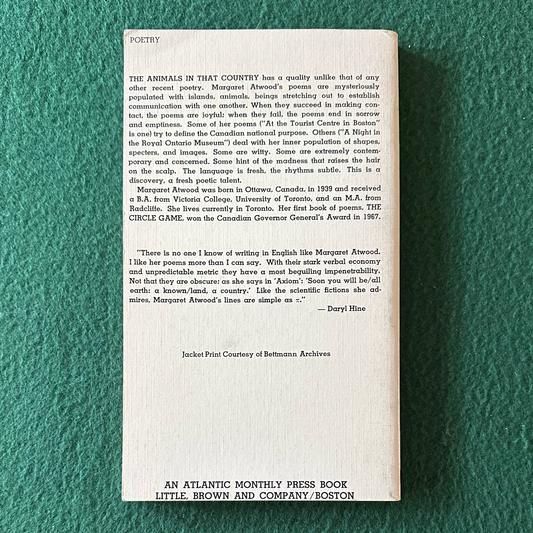 POETRY
THE ANIMALS IN THAT COUNTRY has a quality unlike that of any
other recent poetry. Margaret Atwood's poems are mysteriously
populated with islands, animals, beings stretching out to establish
communication with one another. When they succeed in making con-
tact, the poems are joyful; when they fail, the poems end in sorrow
and emptiness. Some of her poems ("At the Tourist Centre in Boston"
is one) try to define the Canadian national purpose. Others ("A Night in
the Royal Ontario Museum") deal with her inner population of shapes,
specters, and images. Some are witty. Some are extremely contem-
porary and concerned. Some hint of the madness that raises the hair
on the scalp. The language is fresh, the rhythms subtle. This is a
discovery, a fresh poetic talent.
Margaret Atwood was born in Ottawa, Canada, in 1939 and received
a B.A. from Victoria College, University of Toronto, and an M.A. from
Radcliffe. She lives currently in Toronto. Her first book of poems, THE
CIRCLE GAME, won the Canadian Governor General's Award in 1967.
"There is no one I know of writing in English like Margaret Atwood.
I like her poems more than I can say. With their stark verbal economy
and unpredictable metric they have a most beguiling impenetrability.
Not that they are obscure; as she says in 'Axiom': 'Soon you will be/all
earth: a known/land, a country.' Like the scientific fictions she ad-
mires, Margaret Atwood's lines are simple as π."
— Daryl Hine
Jacket Print Courtesy of Bettmann Archives
AN ATLANTIC MONTHLY PRESS BOOK
LITTLE, BROWN AND COMPANY/BOSTON